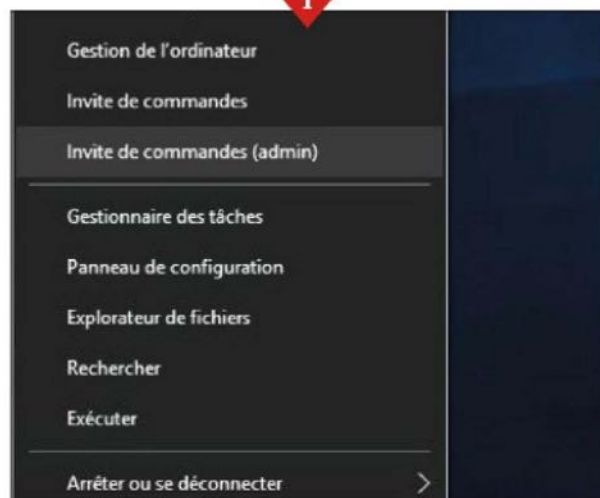 1
Gestion de l'ordinateur
Invite de commandes
Invite de commandes (admin)
Gestionnaire des tâches
Panneau de configuration
Explorateur de fichiers
Rechercher
Exécuter
Arrêter ou se déconnecter